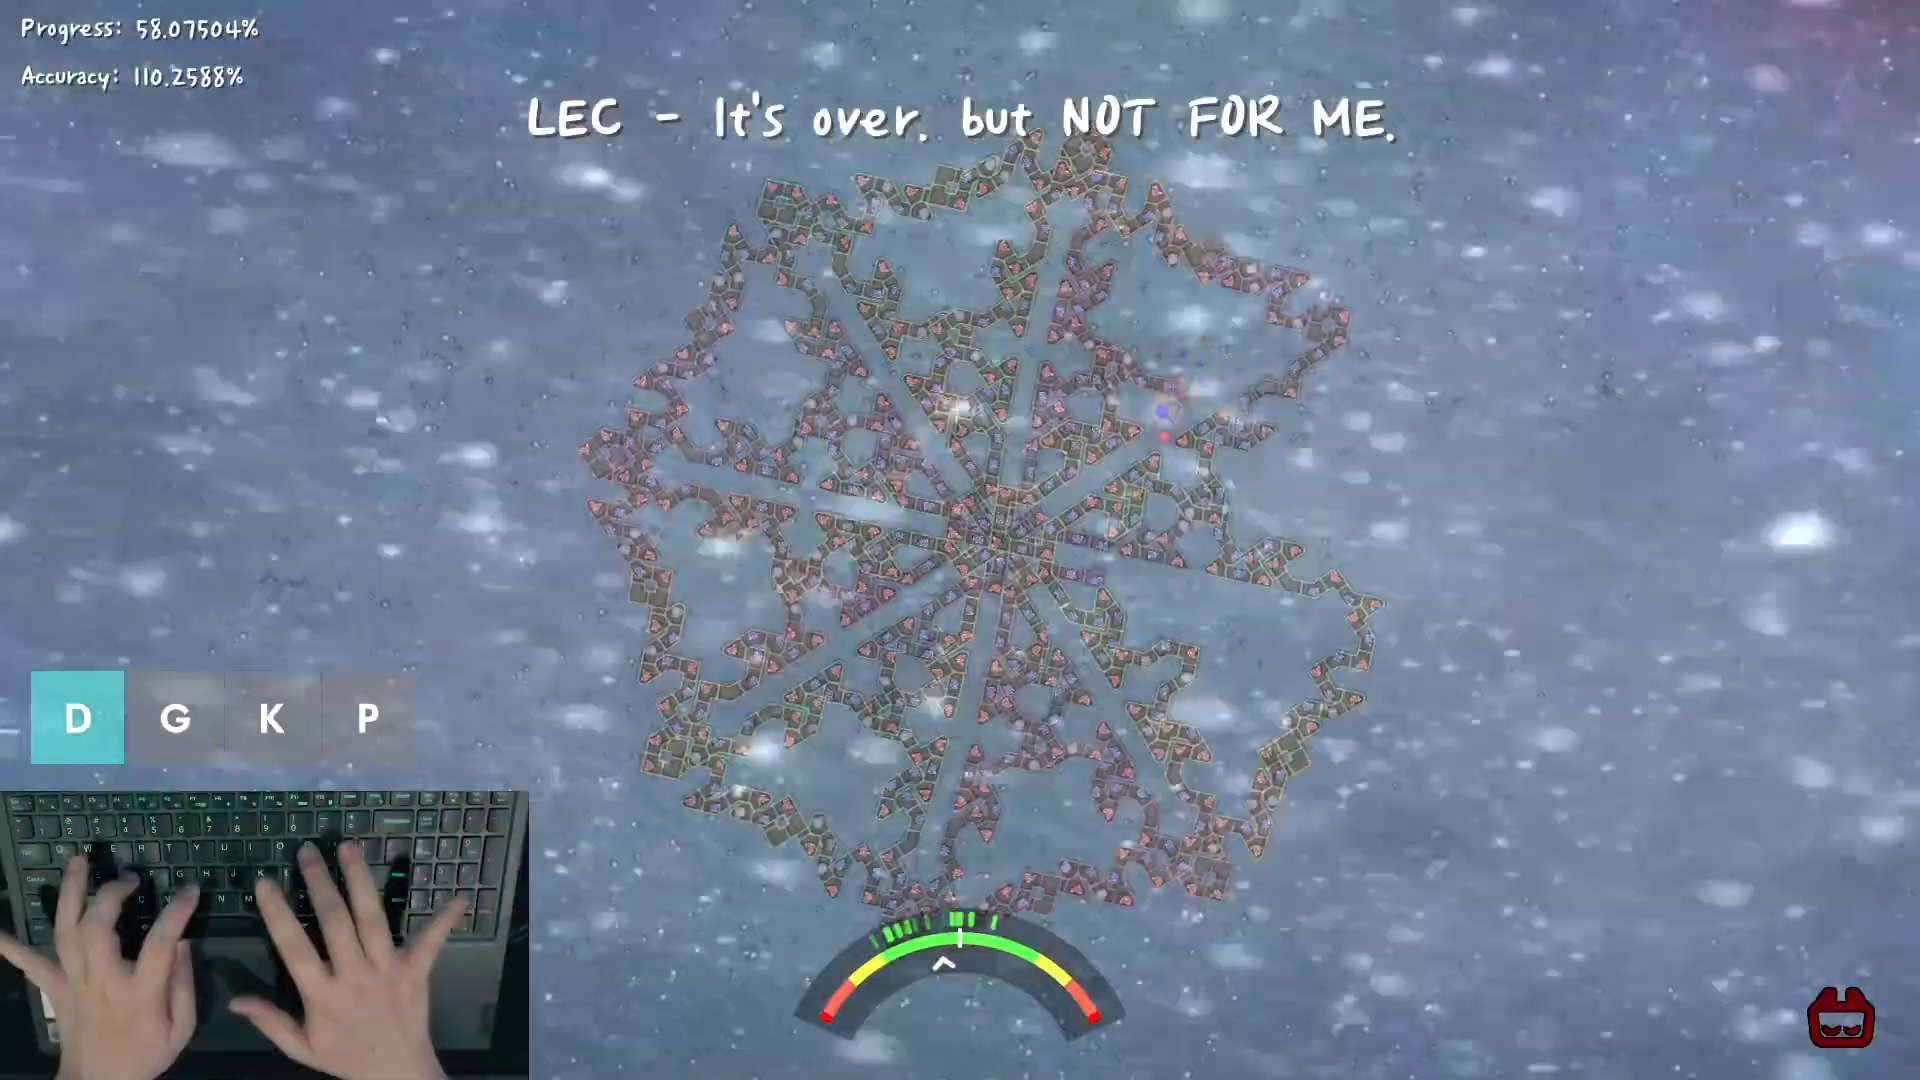 Progress: 58.07504%
Accuracy: 110.2588%
LEC - It's over. but NOT FOR ME.
D G K P